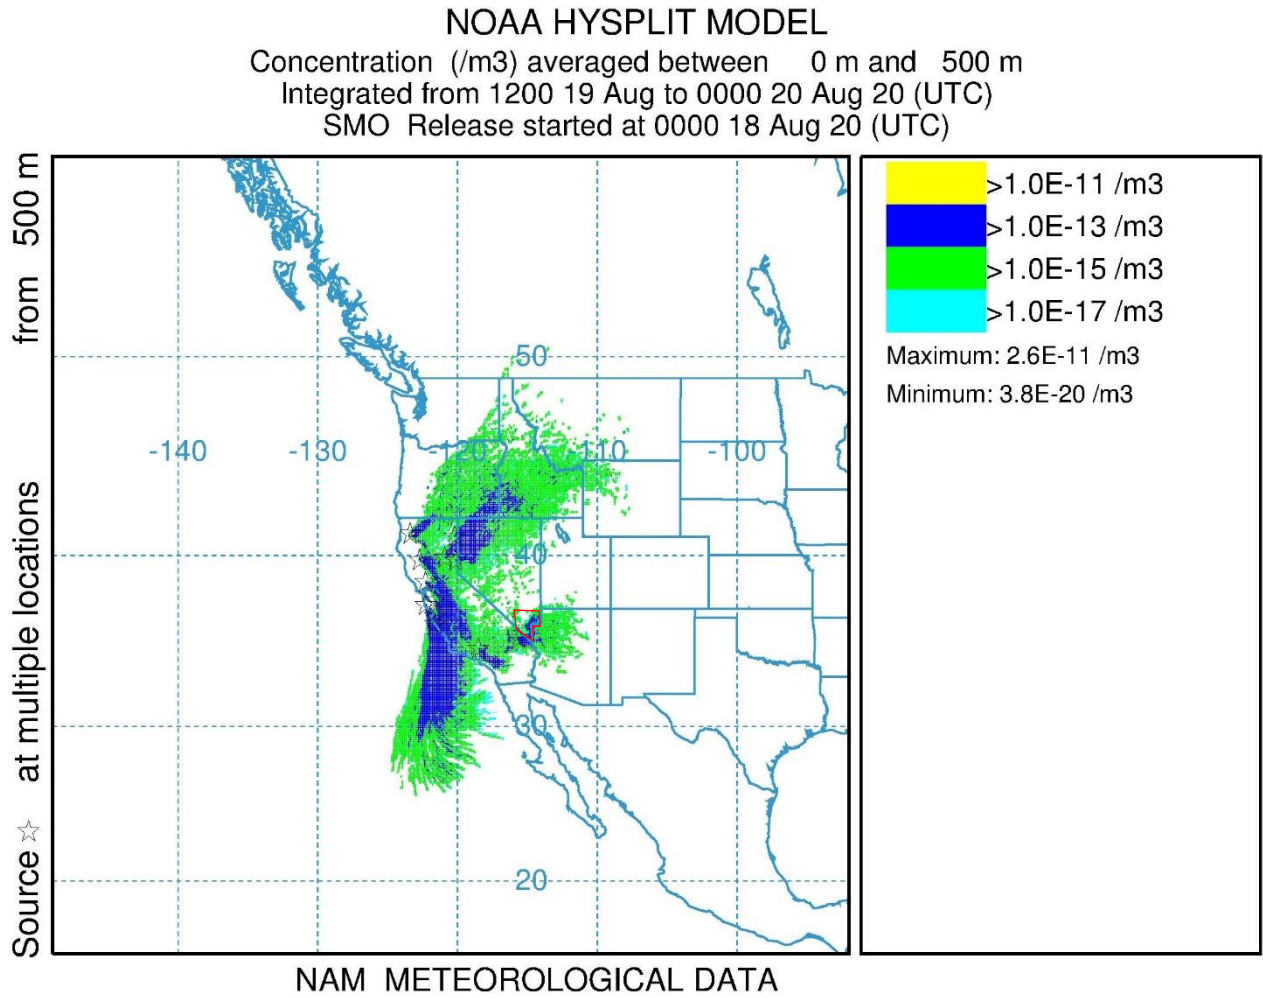 NOAA HYSPLIT MODEL
Concentration (/m3) averaged between 0 m and 500 m
Integrated from 1200 19 Aug to 0000 20 Aug 20 (UTC)
SMO Release started at 0000 18 Aug 20 (UTC)
Source ☆ at multiple locations from 500 m
50
-140 -130 -120 -110 -100
40
30
20
>1.0E-11 /m3
>1.0E-13 /m3
>1.0E-15 /m3
>1.0E-17 /m3
Maximum: 2.6E-11 /m3
Minimum: 3.8E-20 /m3
NAM METEOROLOGICAL DATA